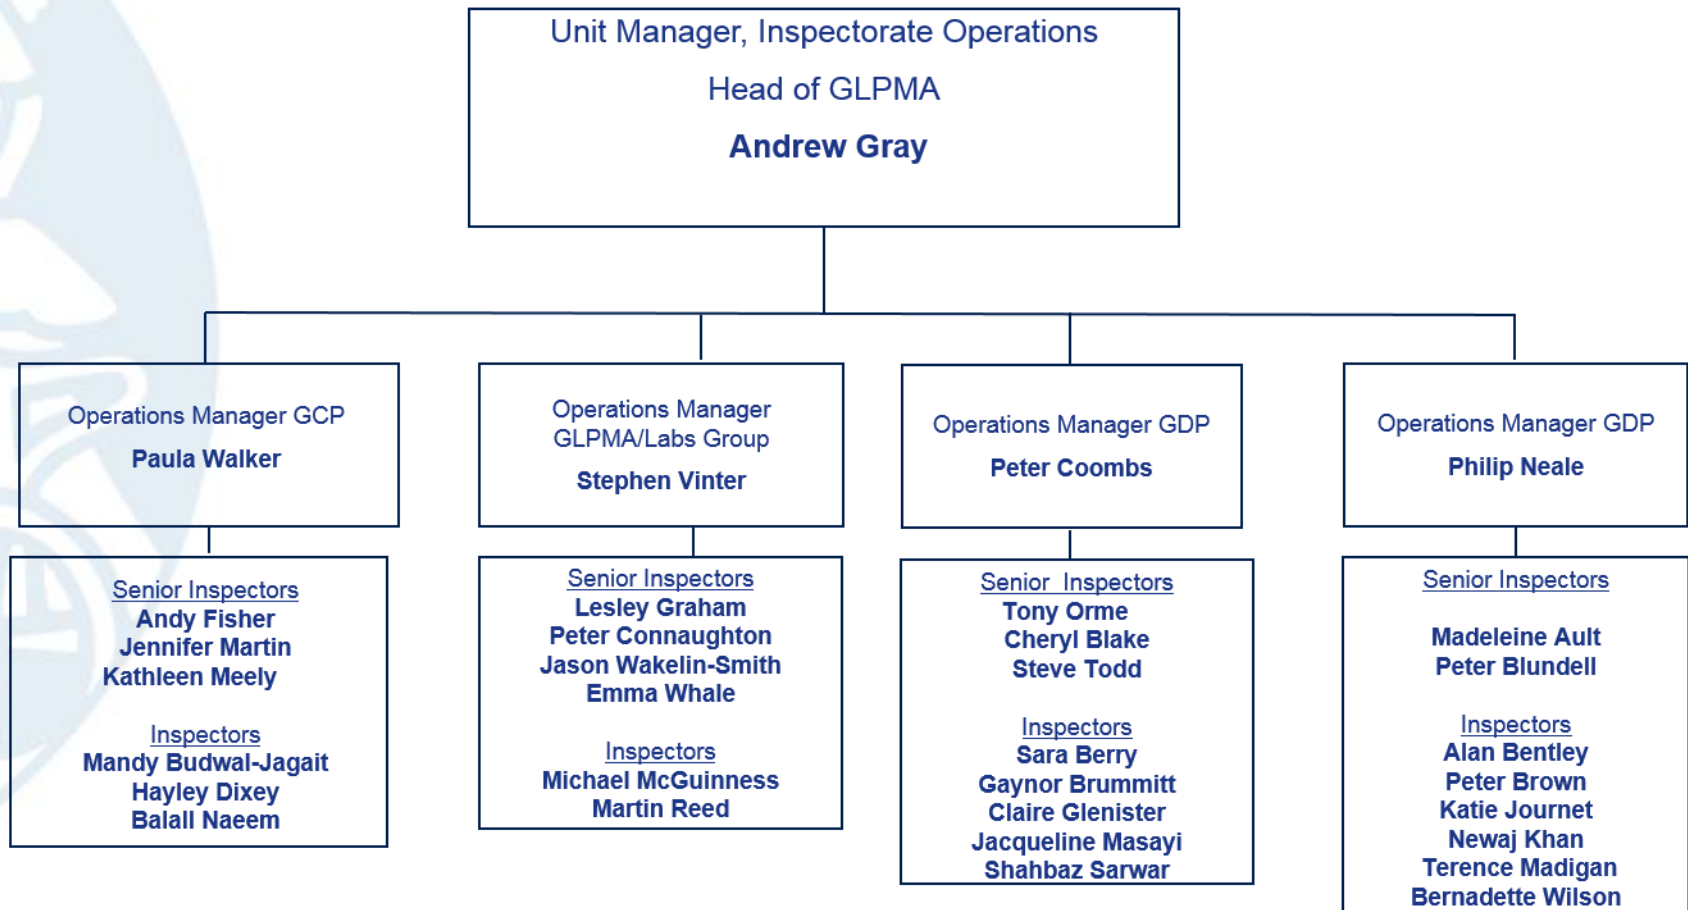 Unit Manager, Inspectorate Operations
Head of GLPMA
Andrew Gray
Operations Manager GCP
Paula Walker
Senior Inspectors
Andy Fisher
Jennifer Martin
Kathleen Meely
Inspectors
Mandy Budwal-Jagait
Hayley Dixey
Balall Naeem
Operations Manager
GLPMA/Labs Group
Stephen Vinter
Senior Inspectors
Lesley Graham
Peter Connaughton
Jason Wakelin-Smith
Emma Whale
Inspectors
Michael McGuinness
Martin Reed
Operations Manager GDP
Peter Coombs
Senior  Inspectors
Tony Orme
Cheryl Blake
Steve Todd
Inspectors
Sara Berry
Gaynor Brummitt
Claire Glenister
Jacqueline Masayi
Shahbaz Sarwar
Operations Manager GDP
Philip Neale
Senior Inspectors
Madeleine Ault
Peter Blundell
Inspectors
Alan Bentley
Peter Brown
Katie Journet
Newaj Khan
Terence Madigan
Bernadette Wilson